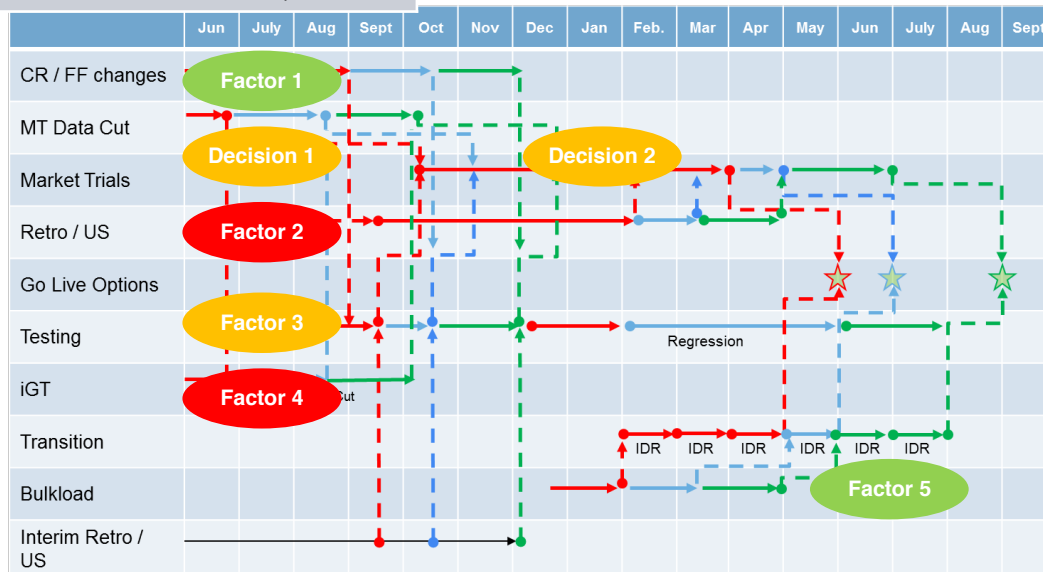 Jun July Aug Sept Oct Nov Dec Jan Feb. Mar Apr May Jun July Aug Sept
CR / FF changes
Factor 1
MT Data Cut
Decision 1
Decision 2
Market Trials
Retro / US
Factor 2
Go Live Options
Factor 3
Testing
Regression
iGT
Factor 4
Transition
IDR IDR IDR IDR IDR IDR
Bulkload
Factor 5
Interim Retro /
US